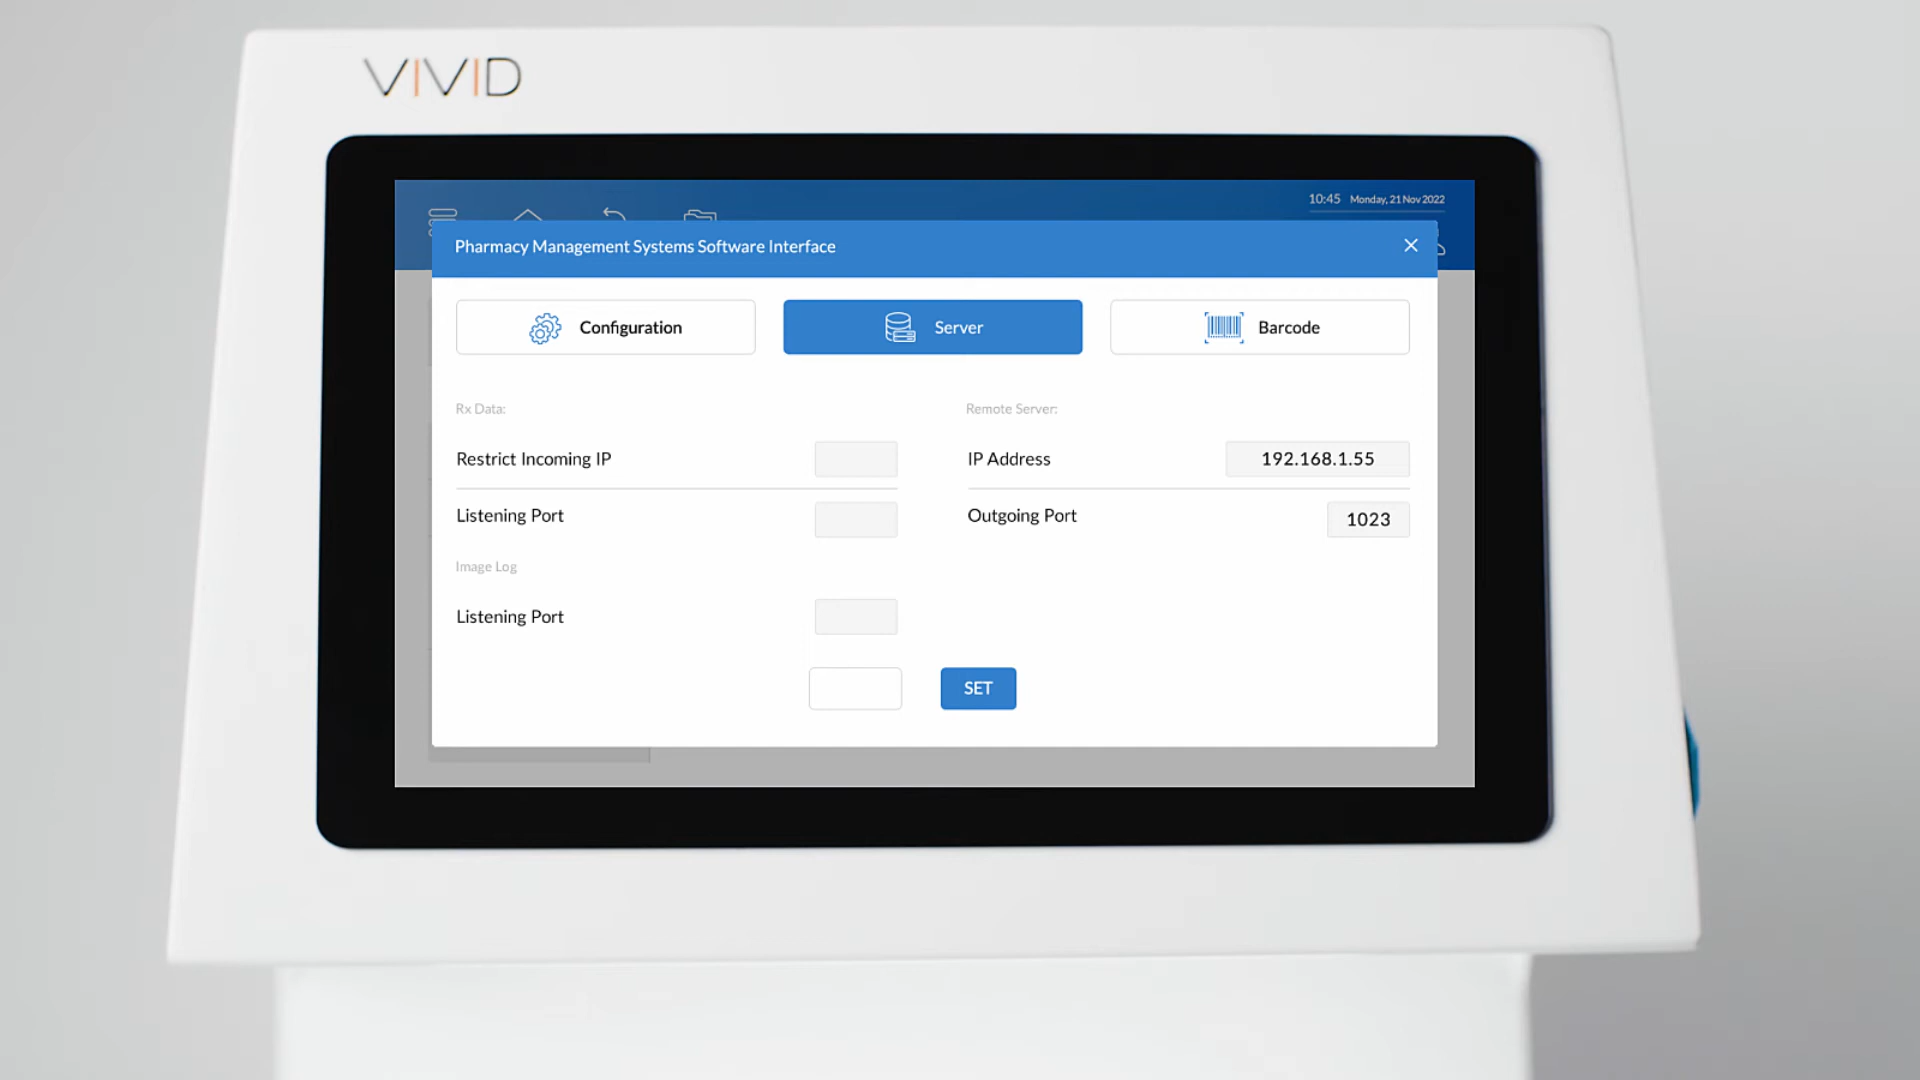 VIVID
10:45 Monday, 21 Nov 2022
Pharmacy Management Systems Software Interface
Configuration
Server
Barcode
Rx Data:
Remote Server:
Restrict Incoming IP
IP Address
192.168.1.55
Listening Port
Outgoing Port
1023
Image Log
Listening Port
SET